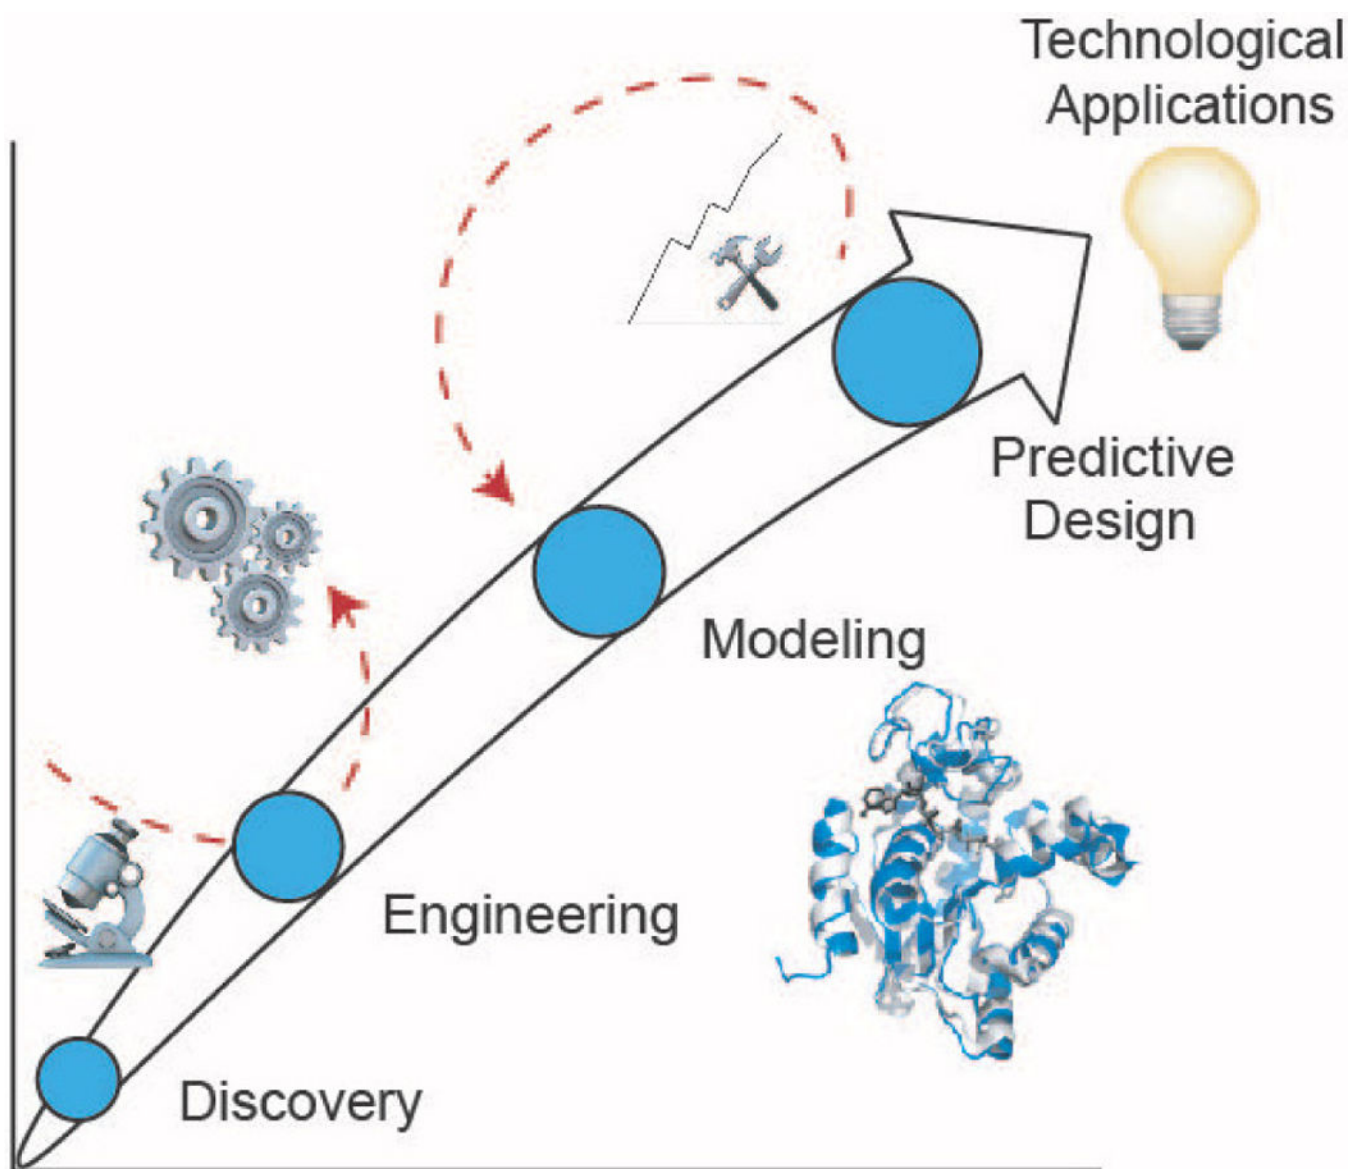 Technological
Applications
Predictive
Design
Modeling
Engineering
Discovery